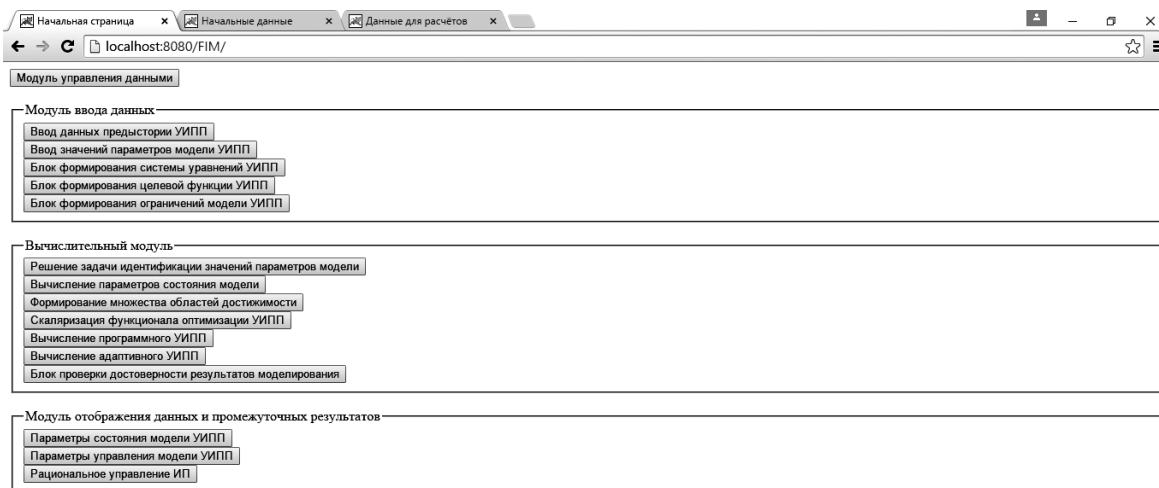 Начальная страница
Начальные данные
Данные для расчётов
localhost:8080/FIM/
Модуль управления данными
Модуль ввода данных
Ввод данных предыстории УИПП
Ввод значений параметров модели УИПП
Блок формирования системы уравнений УИПП
Блок формирования целевой функции УИПП
Блок формирования ограничений модели УИПП
Вычислительный модуль
Решение задачи идентификации значений параметров модели
Вычисление параметров состояния модели
Формирование множества областей достижимости
Скаляризация функционала оптимизации УИПП
Вычисление программного УИПП
Вычисление адаптивного УИПП
Блок проверки достоверности результатов моделирования
Модуль отображения данных и промежуточных результатов
Параметры состояния модели УИПП
Параметры управления модели УИПП
Рациональное управление ИП